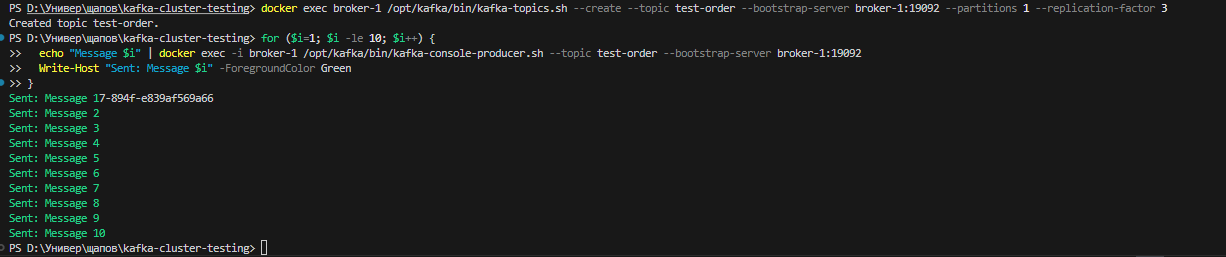 PS D:\Универ\щапов\kafka-cluster-testing> docker exec broker-1 /opt/kafka/bin/kafka-topics.sh --create --topic test-order --bootstrap-server broker-1:19092 --partitions 1 --replication-factor 3
Created topic test-order.
PS D:\Универ\щапов\kafka-cluster-testing> for ($i=1; $i -le 10; $i++) {
>>   echo "Message $i" | docker exec -i broker-1 /opt/kafka/bin/kafka-console-producer.sh --topic test-order --bootstrap-server broker-1:19092
>>   Write-Host "Sent: Message $i" -ForegroundColor Green
>> }
Sent: Message 17-894f-e839af569a66
Sent: Message 2
Sent: Message 3
Sent: Message 4
Sent: Message 5
Sent: Message 6
Sent: Message 7
Sent: Message 8
Sent: Message 9
Sent: Message 10
PS D:\Универ\щапов\kafka-cluster-testing>